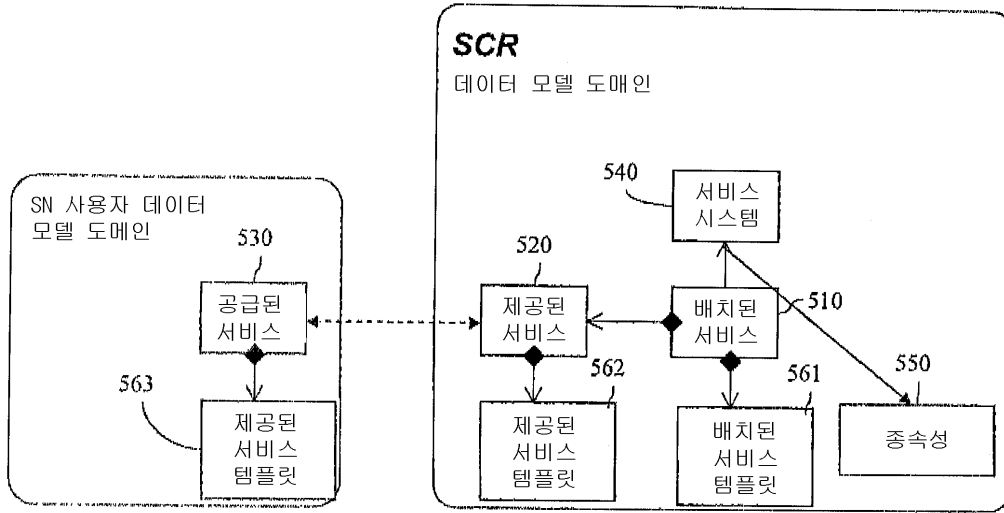 SCR
데이터 모델 도매인
540
서비스
시스템
SN 사용자 데이터
모델 도메인
530
520
공급된
서비스
제공된
서비스
배치된
서비스
510
563
562
561
550
제공된
서비스
템플릿
제공된
서비스
템플릿
배치된
서비스
템플릿
종속성